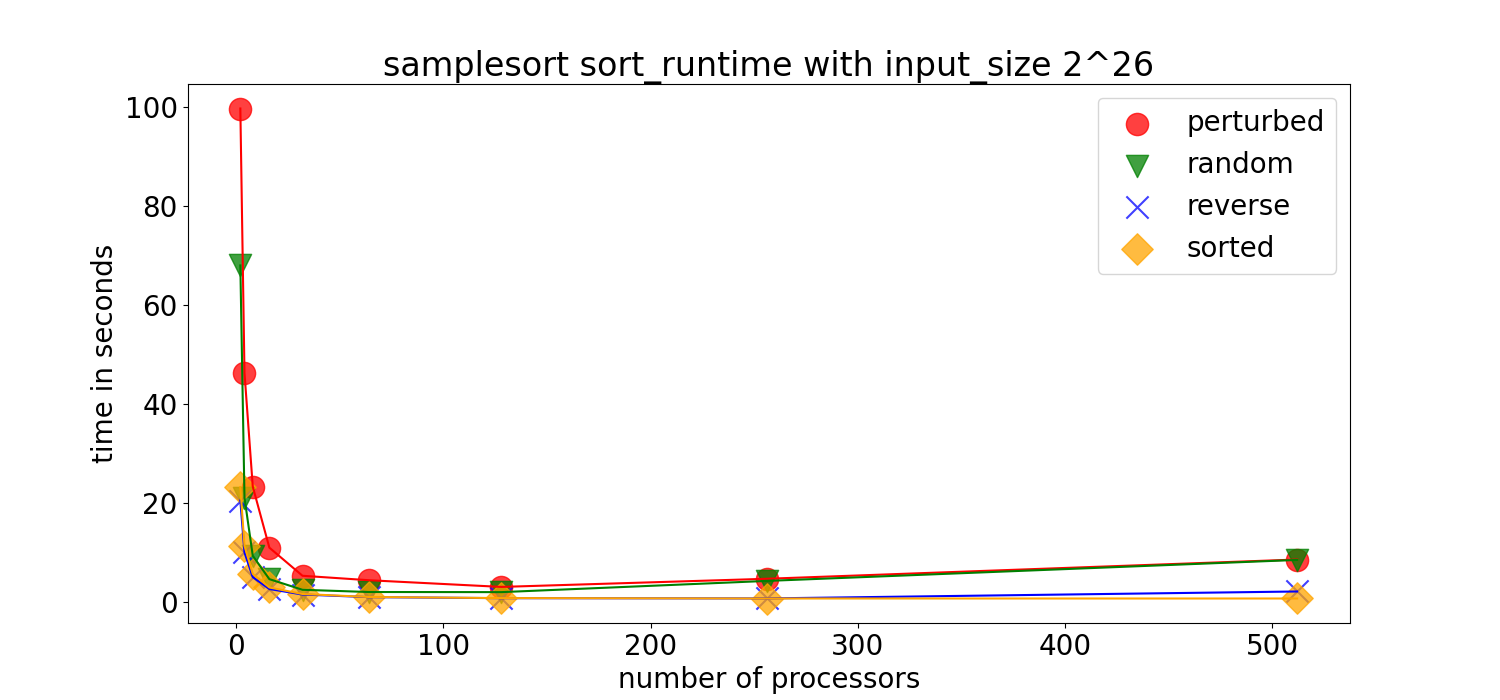 samplesort sort_runtime with input_size 2^26
100
80
60
40
20
0
time in seconds
perturbed
random
reverse
sorted
0 100 200 300 400 500
number of processors